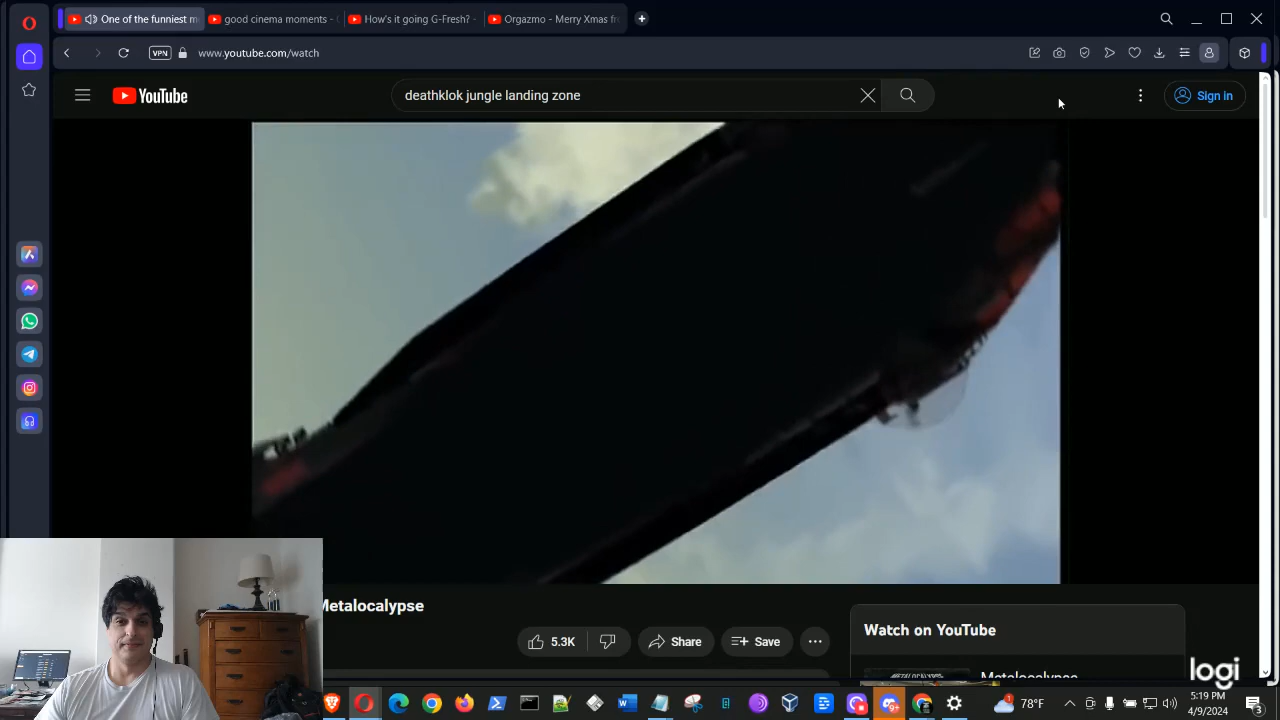 One of the funniest m
good cinema moments -
How's it going G-Fresh? -
Orgazmo - Merry Xmas fr
VPN
www.youtube.com/watch
YouTube
deathklok jungle landing zone
Sign in
Metalocalypse
5.3K
Share
Save
Watch on YouTube
Metalocalypse
logi
78°F
5:19 PM
4/9/2024